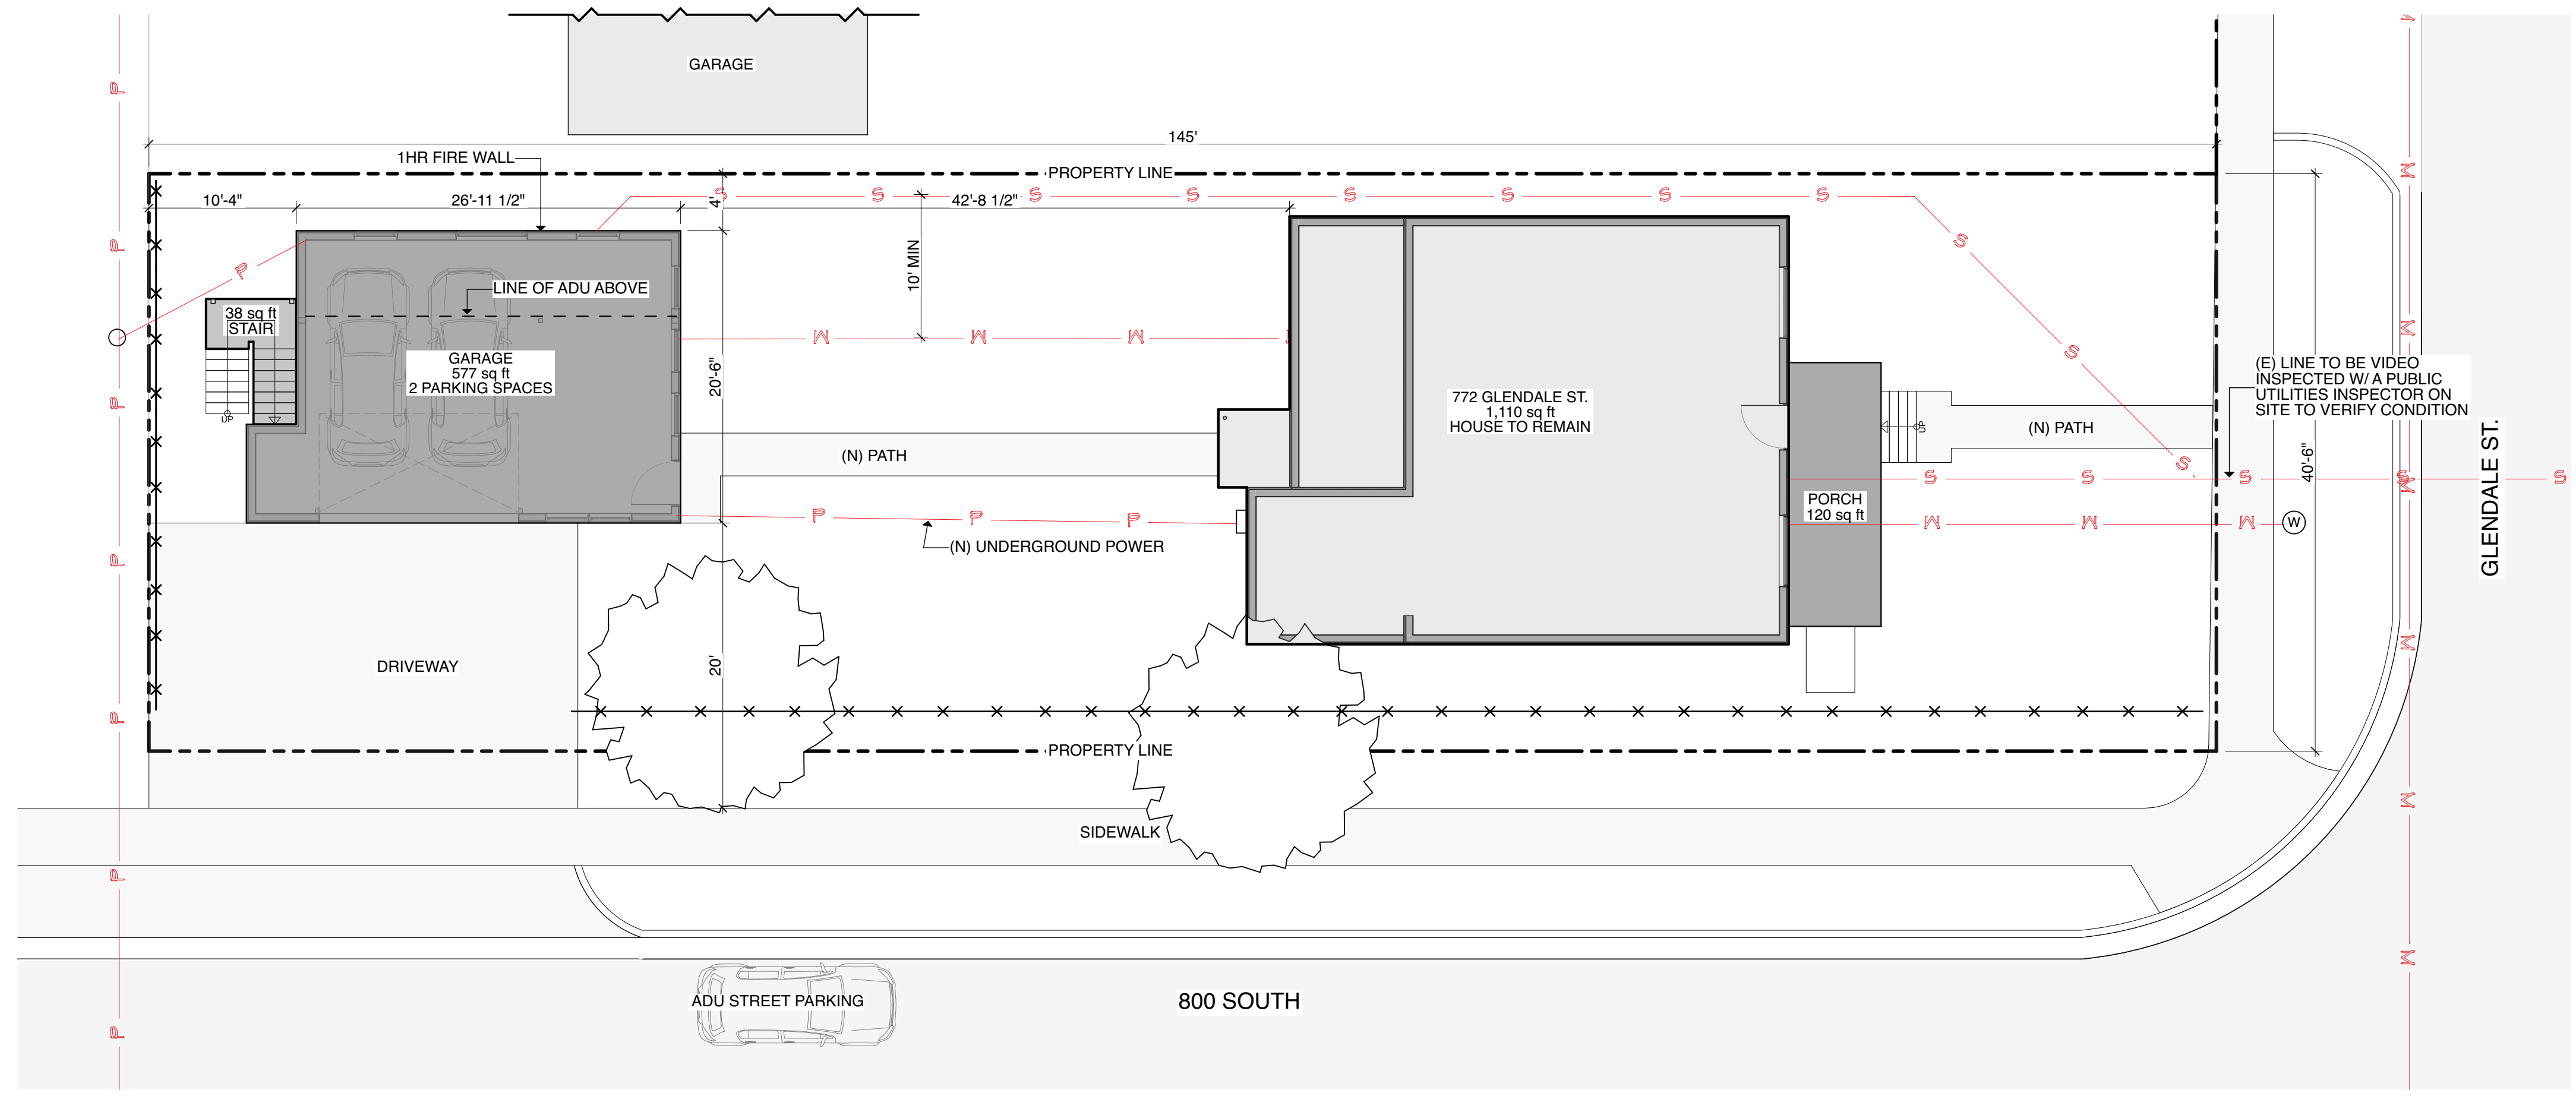 GARAGE
145'
1HR FIRE WALL
PROPERTY LINE
10'-4"
26'-11 1/2"
4'
42'-8 1/2"
S S S S S S S S
P
10' MIN
LINE OF ADU ABOVE
38 sq ft
STAIR
UP
GARAGE
577 sq ft
2 PARKING SPACES
20'-6"
W W W
772 GLENDALE ST.
1,110 sq ft
HOUSE TO REMAIN
(E) LINE TO BE VIDEO
INSPECTED W/ A PUBLIC
UTILITIES INSPECTOR ON
SITE TO VERIFY CONDITION
S
S
S
UP
(N) PATH
(N) PATH
40'-6"
GLENDALE ST.
S S S S S
PORCH
120 sq ft
P P P
W W W W
(N) UNDERGROUND POWER
DRIVEWAY
20'
PROPERTY LINE
SIDEWALK
ADU STREET PARKING
800 SOUTH
P
P
P
P
P
P
P
W
W
W
W
W
W